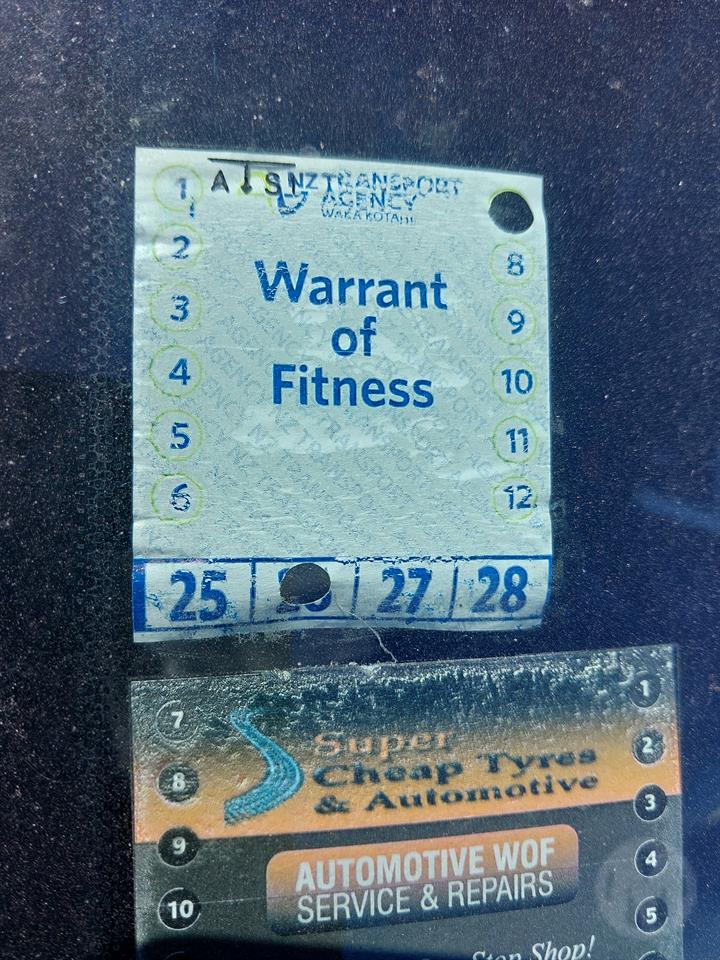 1
A
NZ TRANSPORT
AGENCY
WAKA KOTAHI
2
8
Warrant
3
9
of
4
10
Fitness
5
11
6
12
25
27
28
7
1
Super
2
8
Cheap Tyres
& Automotive
3
9
AUTOMOTIVE WOF
4
10
SERVICE & REPAIRS
5
Stop Shop!